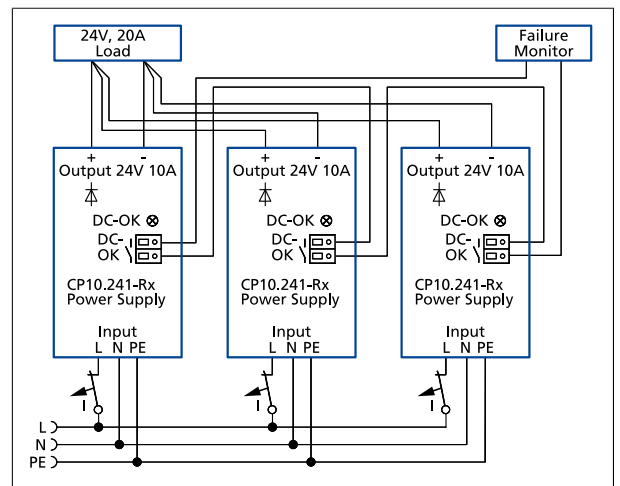 24V, 20A
Load
Failure
Monitor
+ -
Output 24V 10A
DC-OK
DC-
OK
CP10.241-Rx
Power Supply
Input
L N PE
I
+ -
Output 24V 10A
DC-OK
DC-
OK
CP10.241-Rx
Power Supply
Input
L N PE
I
+ -
Output 24V 10A
DC-OK
DC-
OK
CP10.241-Rx
Power Supply
Input
L N PE
I
L
N
PE